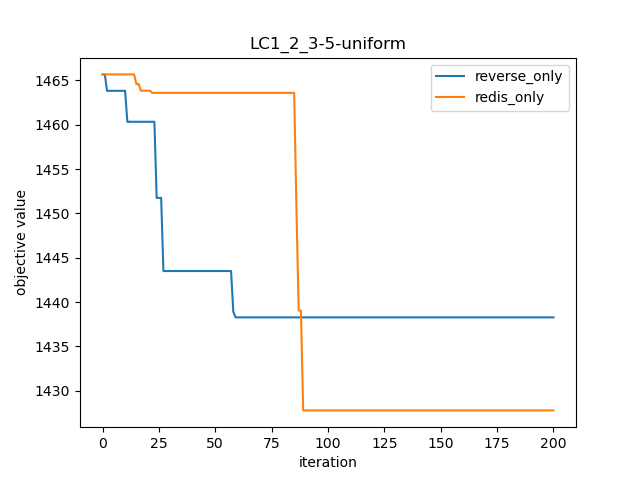 LC1_2_3-5-uniform
reverse_only
redis_only
objective value
1465
1460
1455
1450
1445
1440
1435
1430
0 25 50 75 100 125 150 175 200
iteration